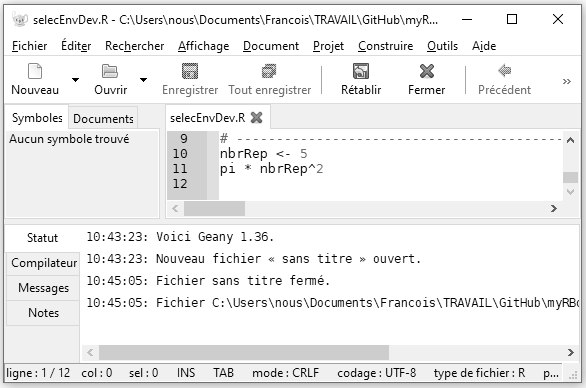 selecEnvDev.R - C:\Users\nous\Documents\Francois\TRAVAIL\GitHub\myR...
Fichier Éditer Rechercher Affichage Document Projet Construire Outils Aide
Nouveau Ouvrir Enregistrer Tout enregistrer Rétablir Fermer Précédent »
Symboles Documents
Aucun symbole trouvé
selecEnvDev.R
9 # ----------------------------------------
10 nbrRep <- 5
11 pi * nbrRep^2
12
Statut
Compilateur
Messages
Notes
10:43:23: Voici Geany 1.36.
10:43:23: Nouveau fichier « sans titre » ouvert.
10:45:05: Fichier sans titre fermé.
10:45:05: Fichier C:\Users\nous\Documents\Francois\TRAVAIL\GitHub\myRBo
ligne : 1 / 12 col : 0 sel : 0 INS TAB mode : CRLF codage : UTF-8 type de fichier : R p...